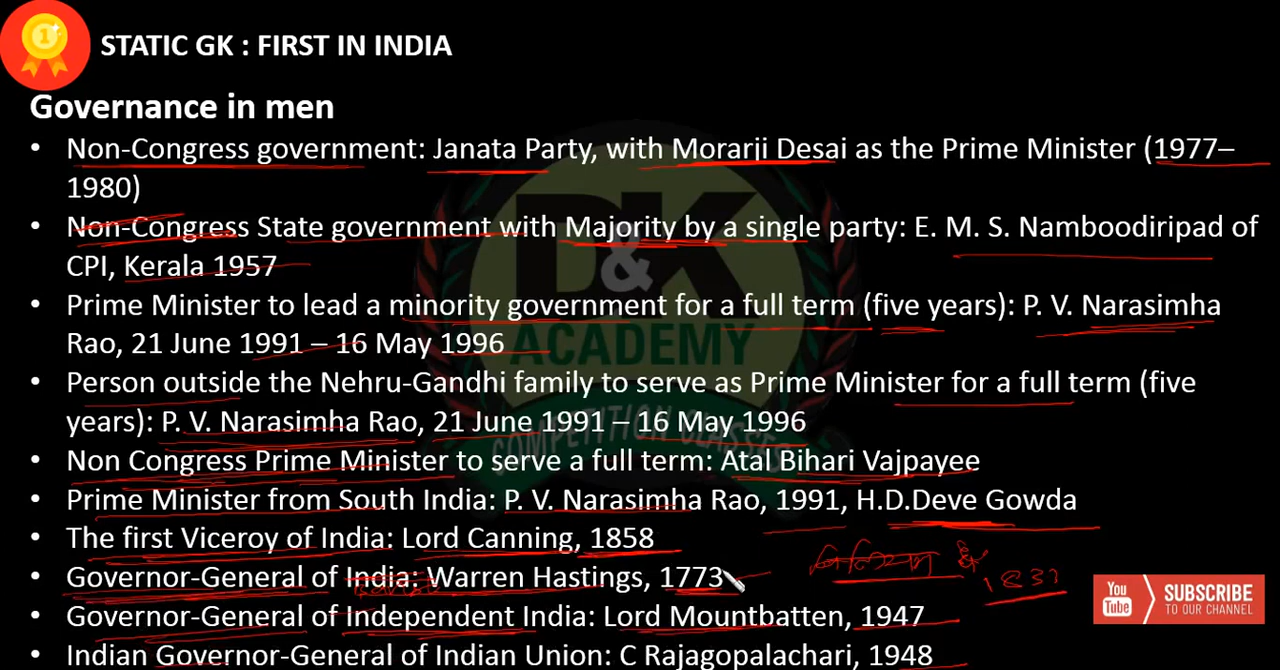 STATIC GK : FIRST IN INDIA
Governance in men
• Non-Congress government: Janata Party, with Morarji Desai as the Prime Minister (1977–
1980)
• Non-Congress State government with Majority by a single party: E. M. S. Namboodiripad of
CPI, Kerala 1957
• Prime Minister to lead a minority government for a full term (five years): P. V. Narasimha
Rao, 21 June 1991 – 16 May 1996
• Person outside the Nehru-Gandhi family to serve as Prime Minister for a full term (five
years): P. V. Narasimha Rao, 21 June 1991 – 16 May 1996
• Non Congress Prime Minister to serve a full term: Atal Bihari Vajpayee
• Prime Minister from South India: P. V. Narasimha Rao, 1991, H.D.Deve Gowda
• The first Viceroy of India: Lord Canning, 1858
• Governor-General of India: Warren Hastings, 1773
1833
• Governor-General of Independent India: Lord Mountbatten, 1947
• Indian Governor-General of Indian Union: C Rajagopalachari, 1948
D&K
ACADEMY
COMPETITION CLASSES
You
Tube
SUBSCRIBE
TO OUR CHANNEL
1